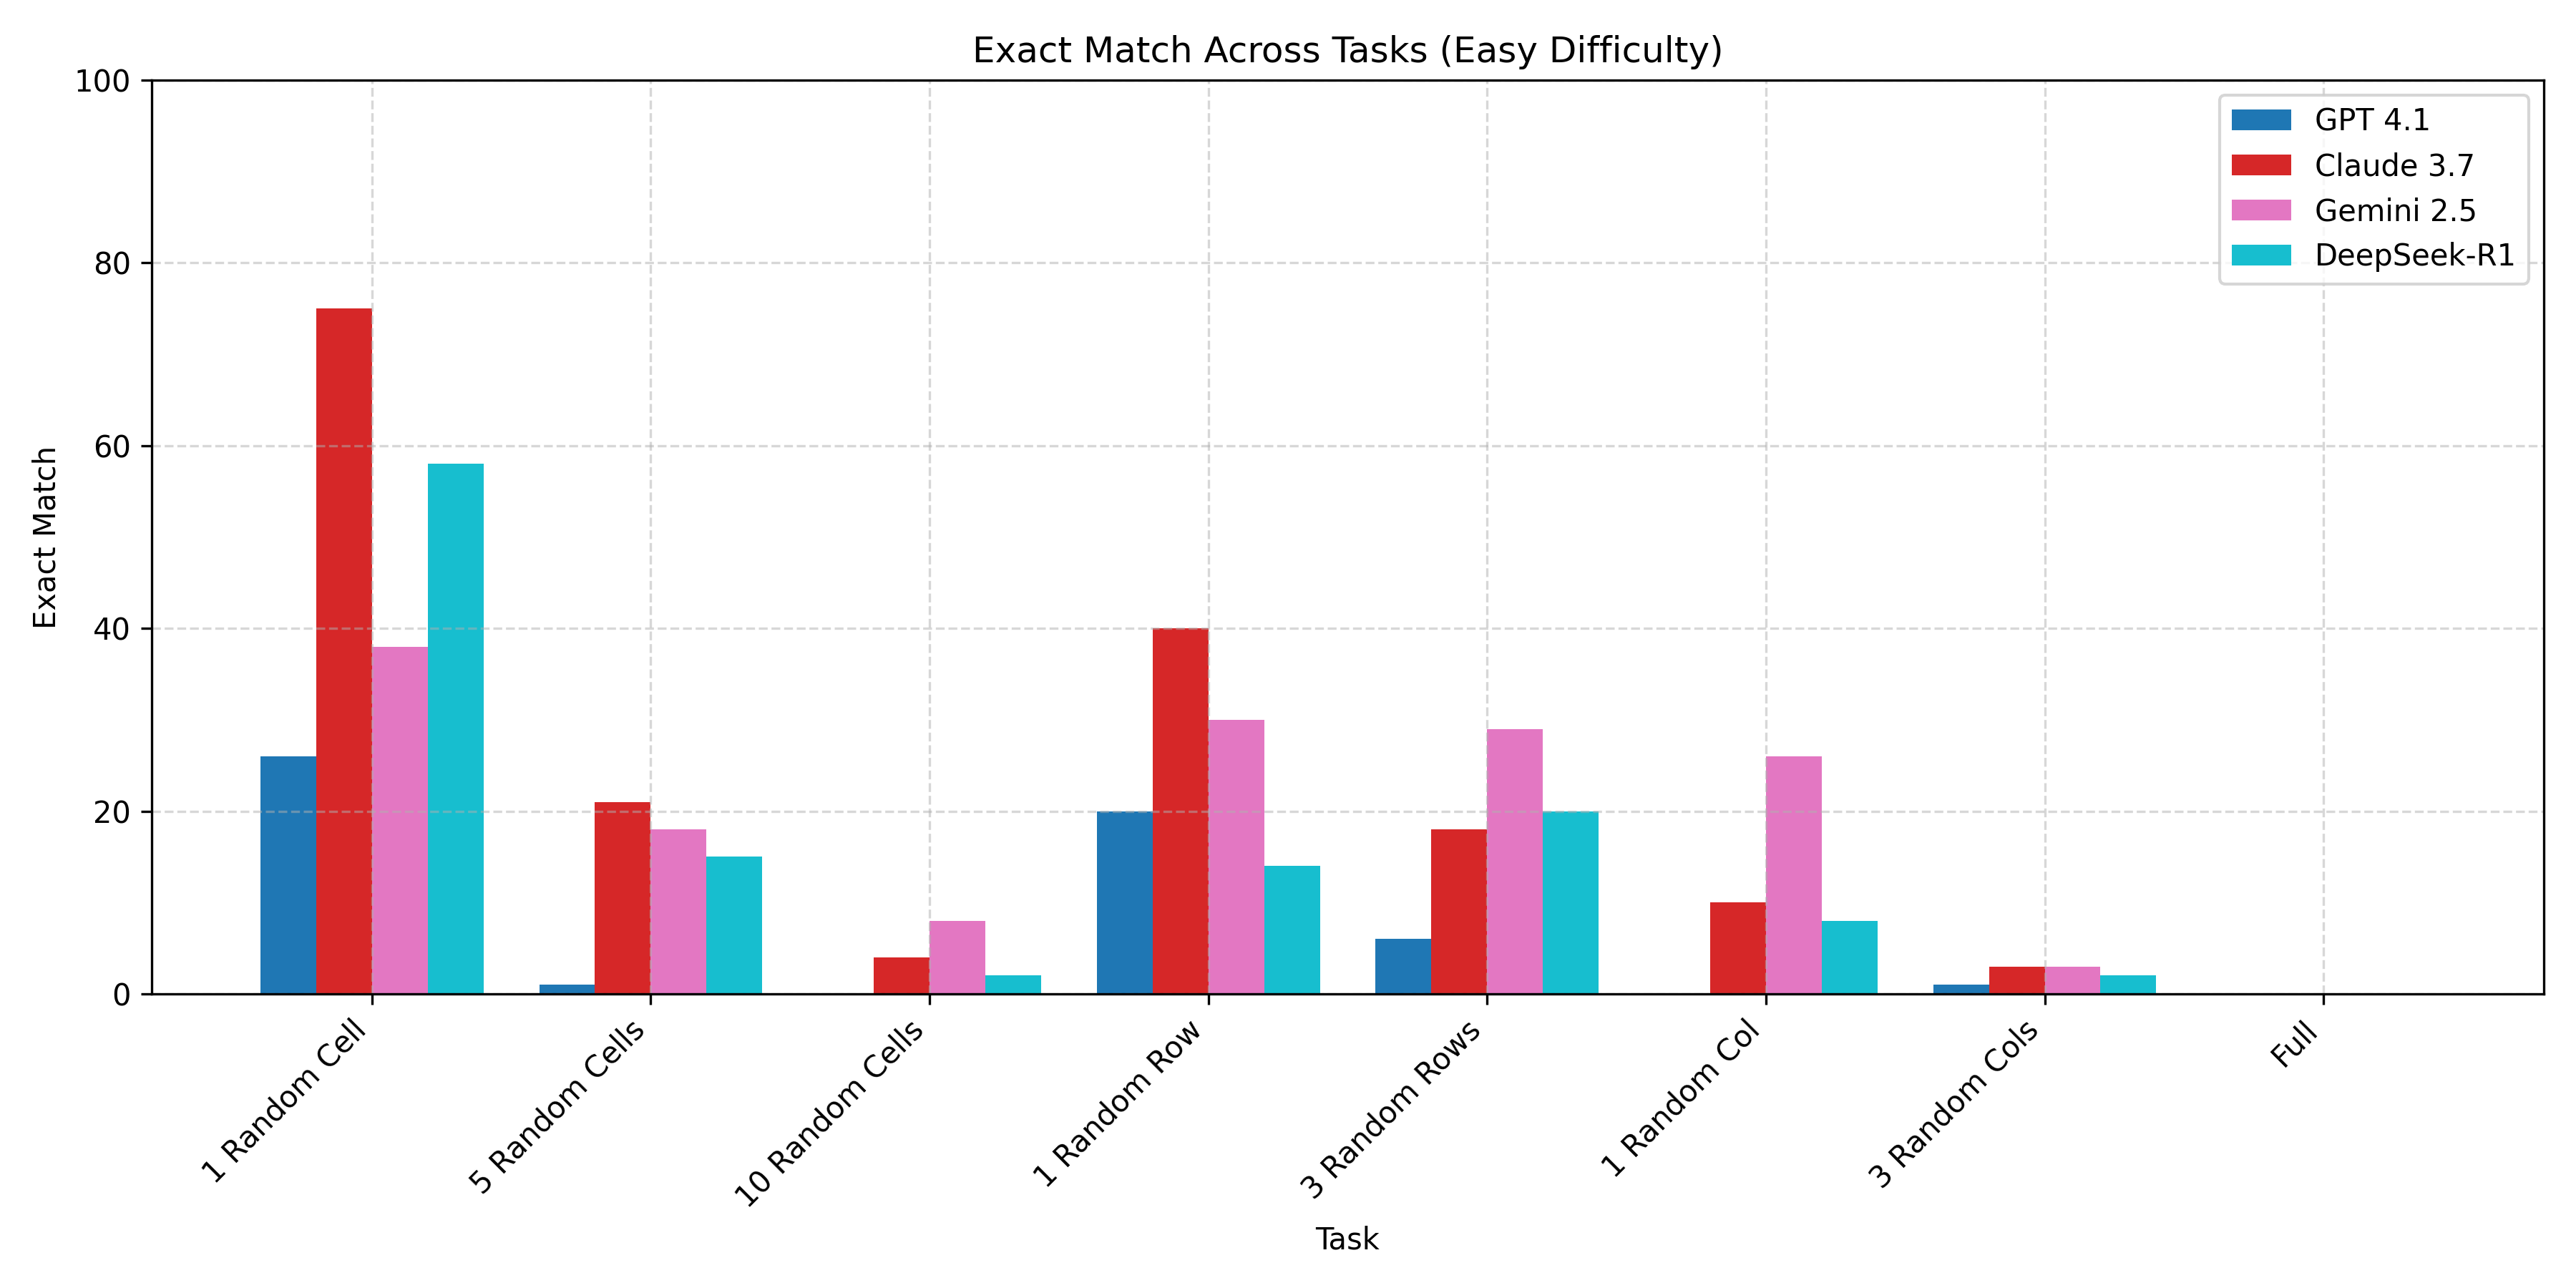 Exact Match Across Tasks (Easy Difficulty)
100
80
60
40
20
0
Exact Match
GPT 4.1
Claude 3.7
Gemini 2.5
DeepSeek-R1
1 Random Cell
5 Random Cells
10 Random Cells
1 Random Row
3 Random Rows
1 Random Col
3 Random Cols
Full
Task